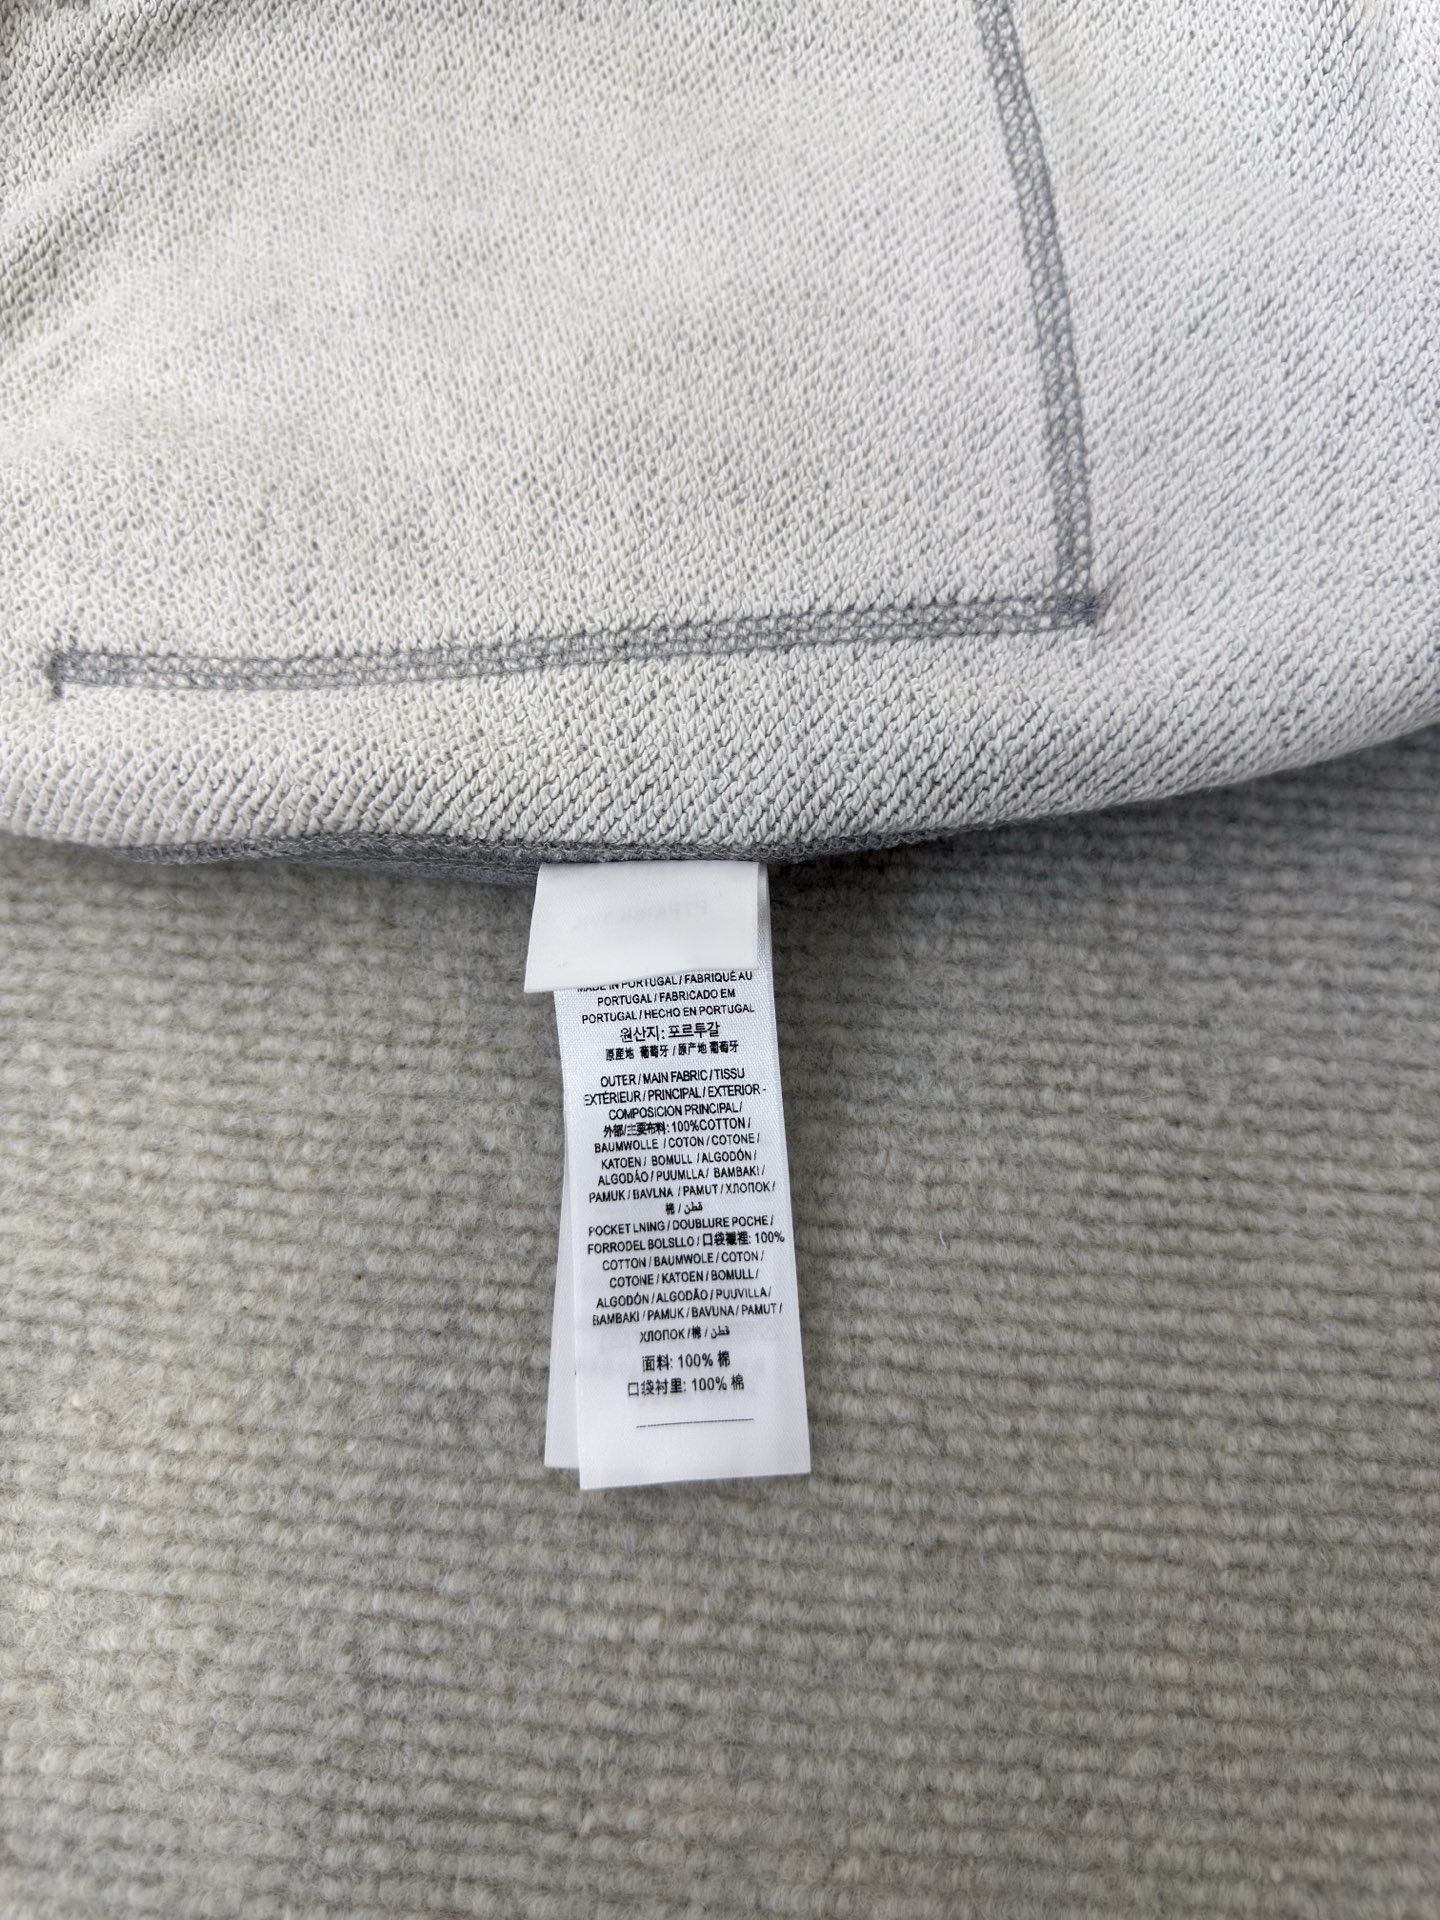 MADE IN PORTUGAL / FABRIQUÉ AU
PORTUGAL / FABRICADO EM
PORTUGAL / HECHO EN PORTUGAL
원산지: 포르투갈
原產地 葡萄牙 / 原产地 葡萄牙
OUTER / MAIN FABRIC / TISSU
EXTÉRIEUR / PRINCIPAL / EXTERIOR -
COMPOSICION PRINCIPAL /
外部/主要布料: 100%COTTON /
BAUMWOLLE / COTON / COTONE /
KATOEN / BOMULL / ALGODÓN /
ALGODÃO / PUUMLLA / BAMBAKI /
PAMUK / BAVLNA / PAMUT / ХЛОПОК /
棉 / قطن
POCKET LNING / DOUBLURE POCHE /
FORRODEL BOLSLLO / 口袋襯裡: 100%
COTTON / BAUMWOLE / COTON /
COTONE / KATOEN / BOMULL /
ALGODÓN / ALGODÃO / PUUVILLA /
BAMBAKI / PAMUK / BAVUNA / PAMUT /
ХЛОПОК / 棉 / قطن
面料: 100% 棉
口袋衬里: 100% 棉